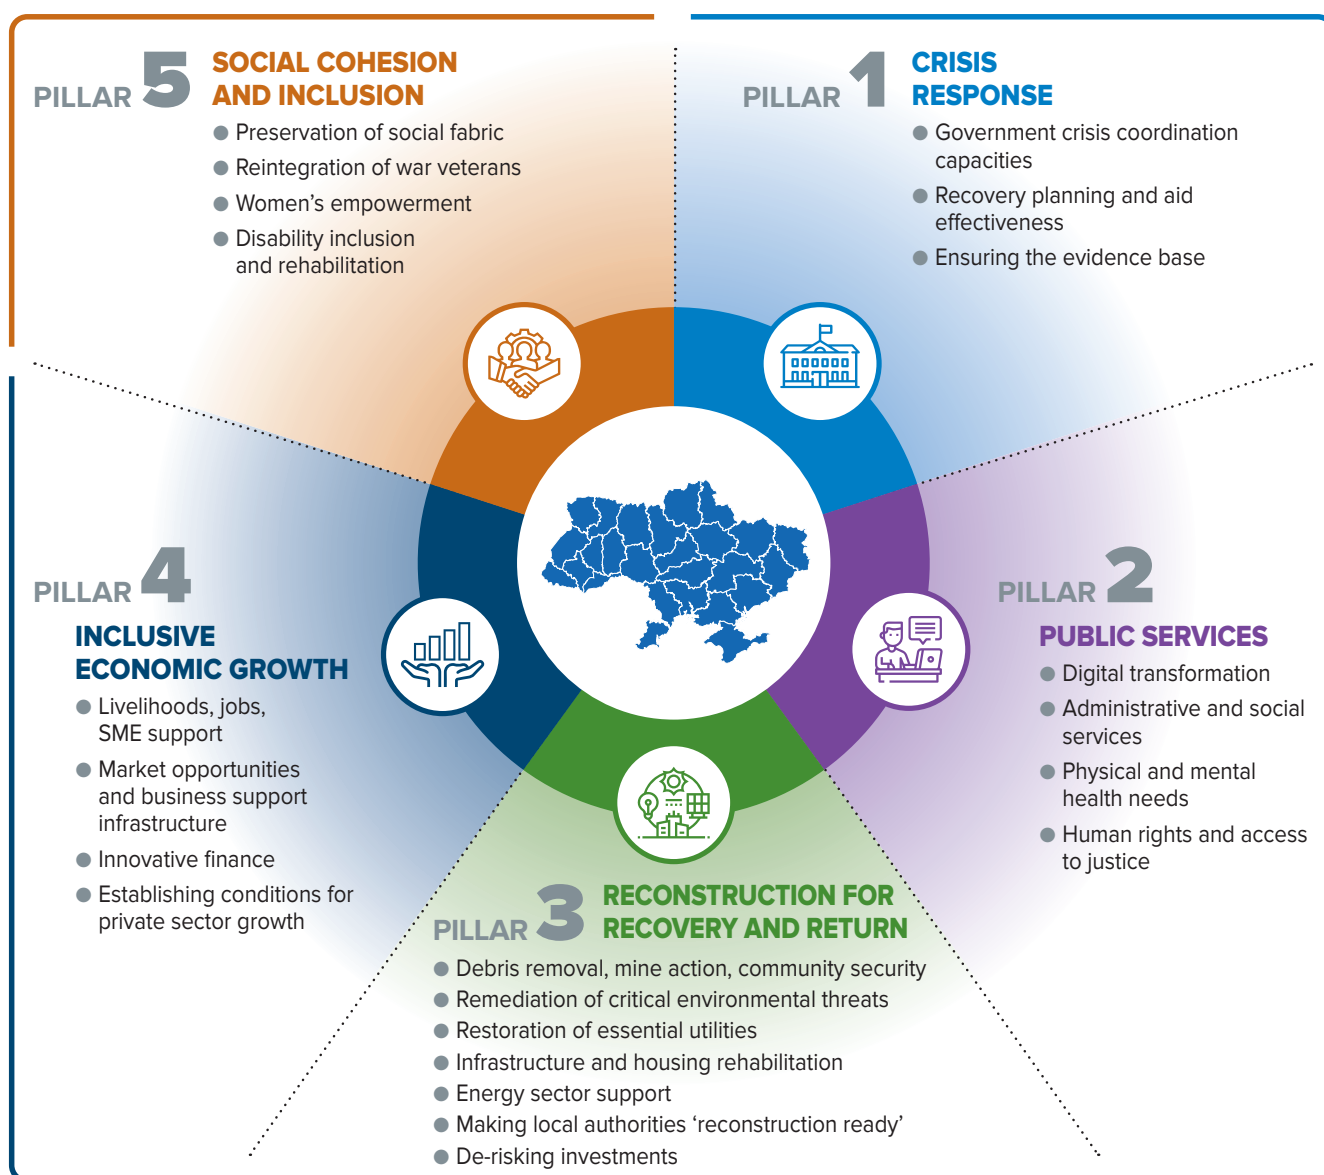 PILLAR 5
SOCIAL COHESION
AND INCLUSION
● Preservation of social fabric
● Reintegration of war veterans
● Women’s empowerment
● Disability inclusion
and rehabilitation
PILLAR 1
CRISIS
RESPONSE
● Government crisis coordination
capacities
● Recovery planning and aid
effectiveness
● Ensuring the evidence base
PILLAR 2
PUBLIC SERVICES
● Digital transformation
● Administrative and social
services
● Physical and mental
health needs
● Human rights and access
to justice
PILLAR 4
INCLUSIVE
ECONOMIC GROWTH
● Livelihoods, jobs,
SME support
● Market opportunities
and business support
infrastructure
● Innovative finance
● Establishing conditions for
private sector growth
PILLAR 3
RECONSTRUCTION FOR
RECOVERY AND RETURN
● Debris removal, mine action, community security
● Remediation of critical environmental threats
● Restoration of essential utilities
● Infrastructure and housing rehabilitation
● Energy sector support
● Making local authorities ‘reconstruction ready’
● De-risking investments